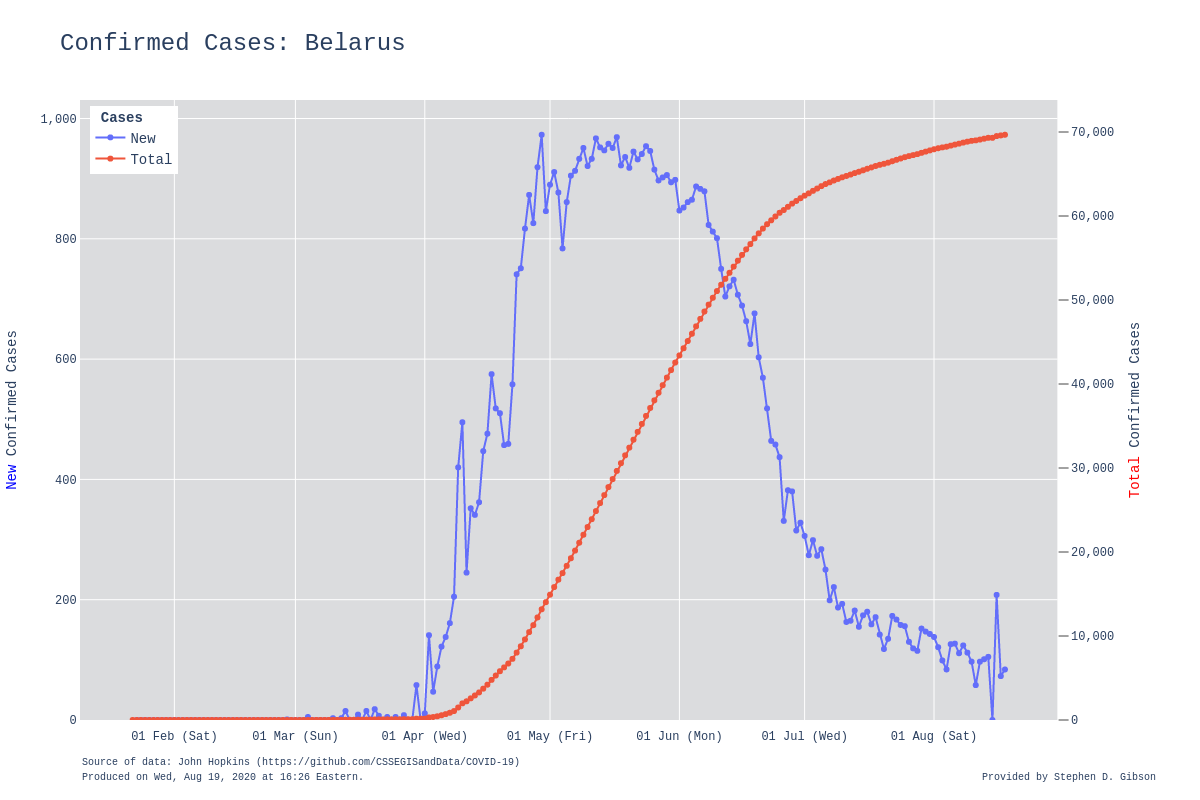 Confirmed Cases: Belarus
Cases
New
Total
1,000
800
600
400
200
0
70,000
60,000
50,000
40,000
30,000
20,000
10,000
0
New Confirmed Cases
Total Confirmed Cases
01 Feb (Sat) 01 Mar (Sun) 01 Apr (Wed) 01 May (Fri) 01 Jun (Mon) 01 Jul (Wed) 01 Aug (Sat)
Source of data: John Hopkins (https://github.com/CSSEGISandData/COVID-19)
Produced on Wed, Aug 19, 2020 at 16:26 Eastern.
Provided by Stephen D. Gibson